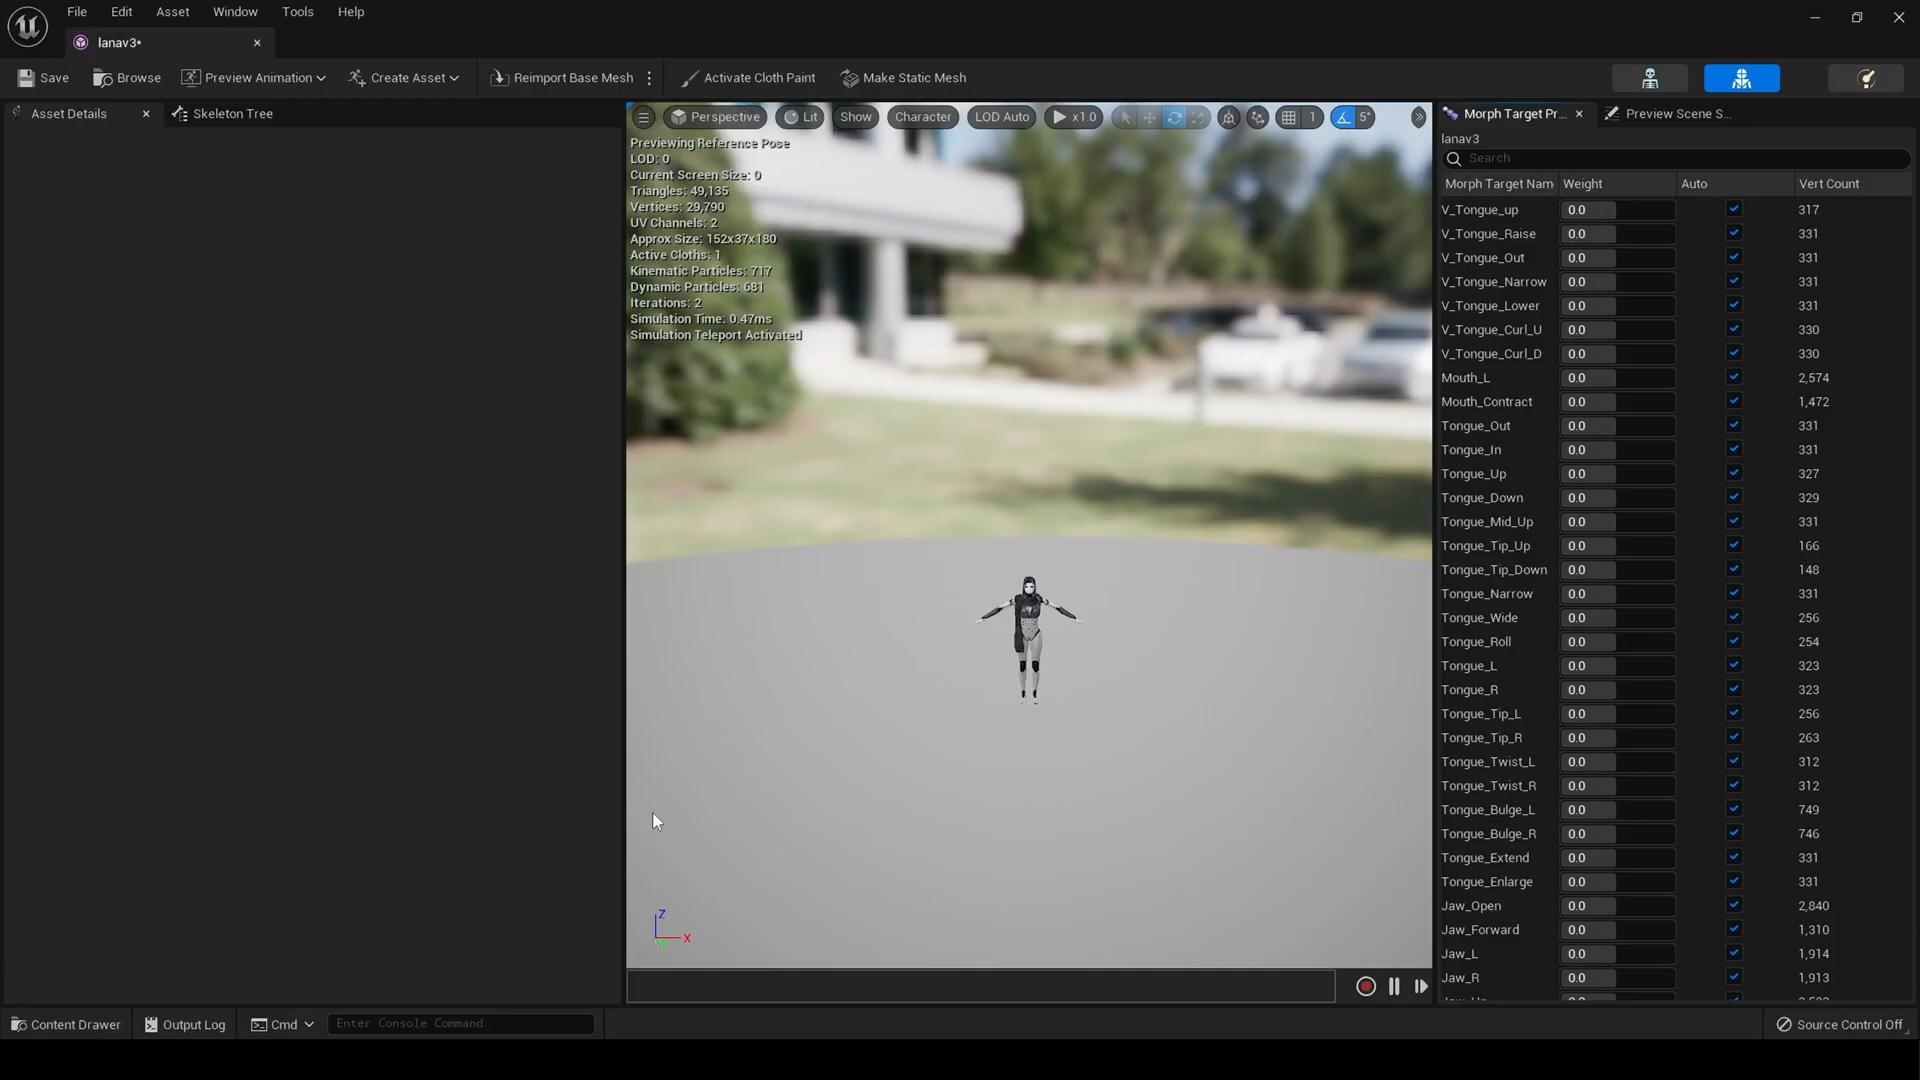 File Edit Asset Window Tools Help
lanav3*
Save Browse Preview Animation Create Asset Reimport Base Mesh Activate Cloth Paint Make Static Mesh
Asset Details Skeleton Tree
Perspective Lit Show Character LOD Auto x1.0 1 5°
Previewing Reference Pose
LOD: 0
Current Screen Size: 0
Triangles: 49,135
Vertices: 29,790
UV Channels: 2
Approx Size: 152x37x180
Active Cloths: 1
Kinematic Particles: 717
Dynamic Particles: 681
Iterations: 2
Simulation Time: 0.47ms
Simulation Teleport Activated
Z
X
Y
Morph Target Pr... Preview Scene S...
lanav3
Search
Morph Target Nam Weight Auto Vert Count
V_Tongue_up 0.0 317
V_Tongue_Raise 0.0 331
V_Tongue_Out 0.0 331
V_Tongue_Narrow 0.0 331
V_Tongue_Lower 0.0 331
V_Tongue_Curl_U 0.0 330
V_Tongue_Curl_D 0.0 330
Mouth_L 0.0 2,574
Mouth_Contract 0.0 1,472
Tongue_Out 0.0 331
Tongue_In 0.0 331
Tongue_Up 0.0 327
Tongue_Down 0.0 329
Tongue_Mid_Up 0.0 331
Tongue_Tip_Up 0.0 166
Tongue_Tip_Down 0.0 148
Tongue_Narrow 0.0 331
Tongue_Wide 0.0 256
Tongue_Roll 0.0 254
Tongue_L 0.0 323
Tongue_R 0.0 323
Tongue_Tip_L 0.0 256
Tongue_Tip_R 0.0 263
Tongue_Twist_L 0.0 312
Tongue_Twist_R 0.0 312
Tongue_Bulge_L 0.0 749
Tongue_Bulge_R 0.0 746
Tongue_Extend 0.0 331
Tongue_Enlarge 0.0 331
Jaw_Open 0.0 2,840
Jaw_Forward 0.0 1,310
Jaw_L 0.0 1,914
Jaw_R 0.0 1,913
Content Drawer Output Log Cmd Enter Console Command Source Control Off